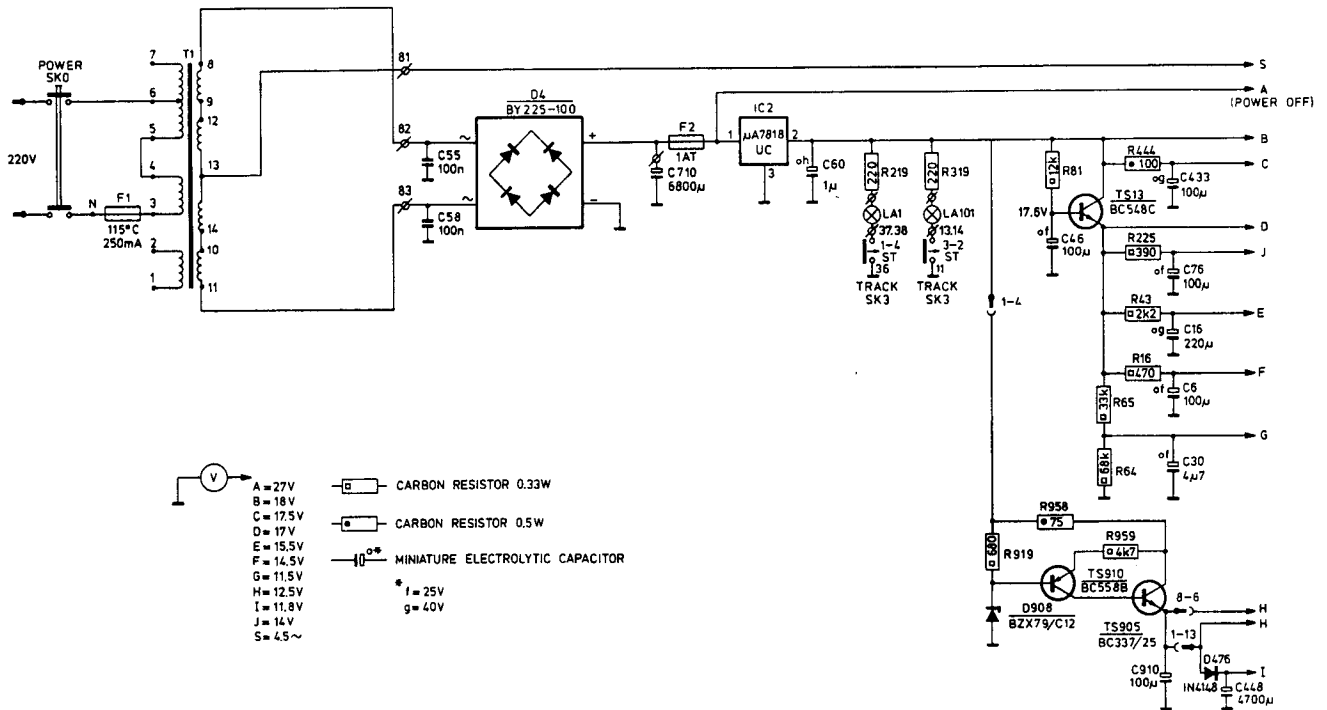 POWER
SK0
220V
N
F1
115°C
250mA
T1
7
6
5
4
3
2
1
8
9
12
13
14
10
11
81
82
83
C55
100n
C58
100n
D4
BY 225-100
~
~
+
−
C710
6800µ
F2
1AT
IC2
µA7818
UC
1
2
3
oh
C60
1µ
220
R219
LA1
37.38
1-4
ST
36
TRACK
SK3
220
R319
LA101
13.14
3-2
ST
11
TRACK
SK3
1-4
12k
R81
17.6V
of
C46
100µ
TS13
BC548C
R444
100
og
C433
100µ
R225
390
of
C76
100µ
R43
2k2
og
C16
220µ
R16
470
of
C6
100µ
33k
R65
68k
R64
of
C30
4µ7
S
A
(POWER OFF)
B
C
D
J
E
F
G
R958
75
680
R919
R959
4k7
TS910
BC558B
D908
BZX79/C12
TS905
BC337/25
8-6
H
H
1-13
D476
IN4148
I
C910
100µ
C448
4700µ
V
A = 27V
B = 18V
C = 17.5V
D = 17V
E = 15,5V
F = 14.5V
G = 11,5V
H = 12.5V
I = 11,8V
J = 14V
S = 4.5~
CARBON RESISTOR 0.33W
CARBON RESISTOR 0.5W
o*
MINIATURE ELECTROLYTIC CAPACITOR
* f = 25V
g = 40V